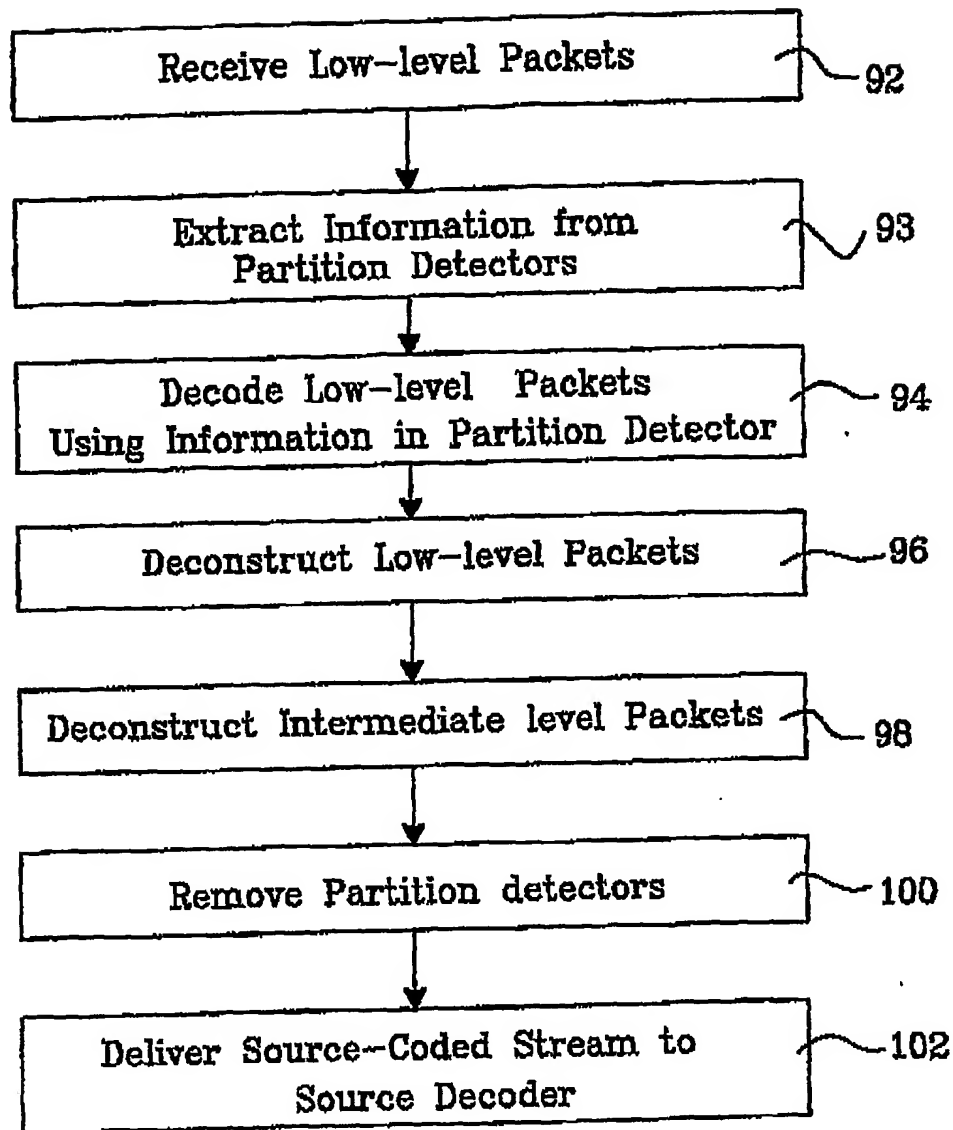 Receive Low-level Packets
92
Extract Information from
Partition Detectors
93
Decode Low-level Packets
Using Information in Partition Detector
94
Deconstruct Low-level Packets
96
Deconstruct Intermediate level Packets
98
Remove Partition detectors
100
Deliver Source-Coded Stream to
Source Decoder
102